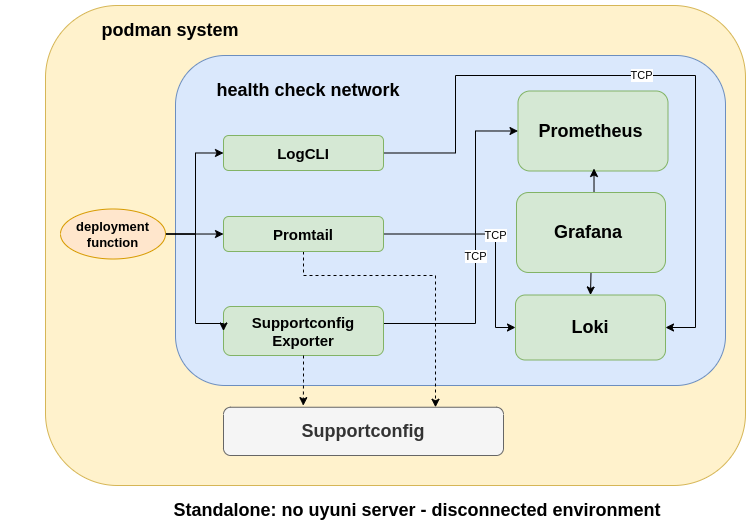 podman system
health check network
TCP
LogCLI
Prometheus
deployment
function
Promtail
TCP
Grafana
TCP
Supportconfig
Exporter
Loki
Supportconfig
Standalone: no uyuni server - disconnected environment